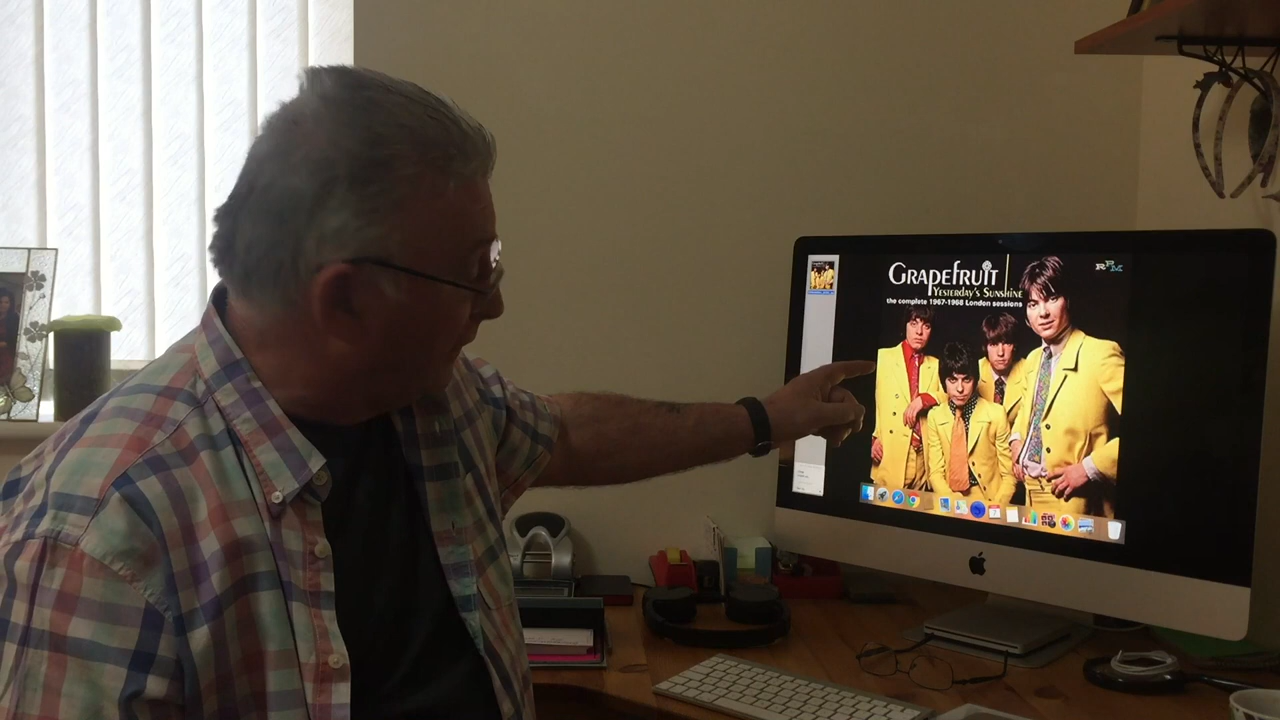 GRAPEFRUIT
YESTERDAY'S SUNSHINE
the complete 1967-1968 London sessions
RPM